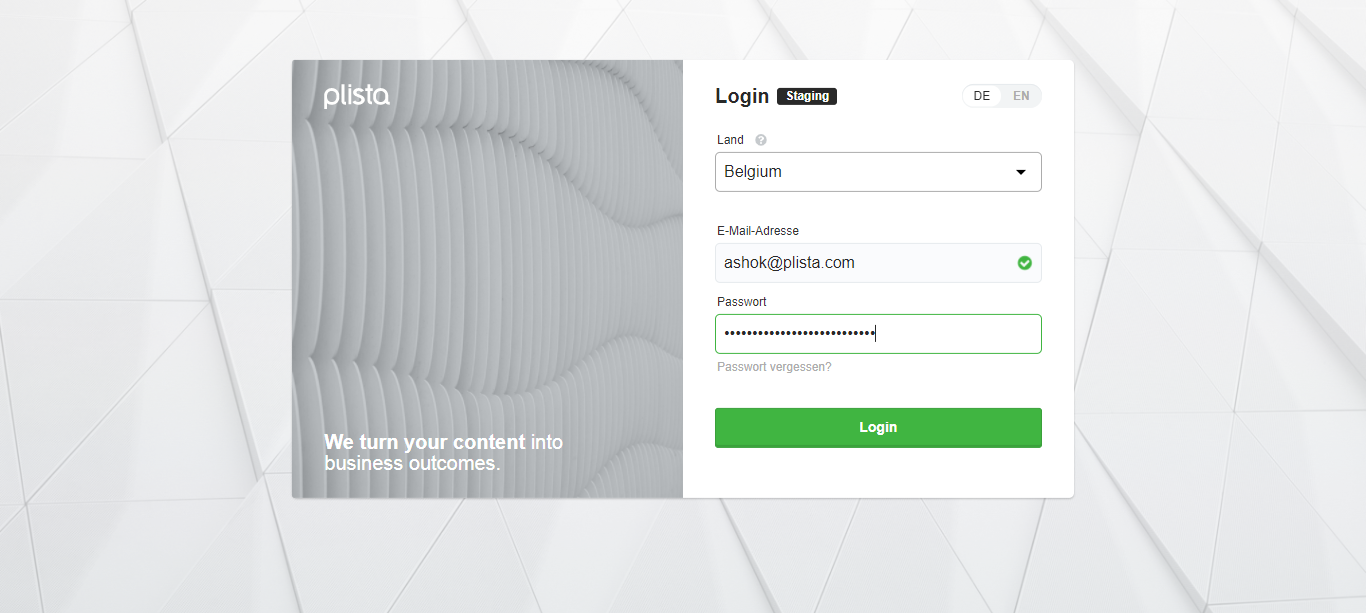 plista
We turn your content into
business outcomes.
Login Staging
DE EN
Land ?
Belgium
E-Mail-Adresse
ashok@plista.com
Passwort
•••••••••••••••••••••••••••
Passwort vergessen?
Login